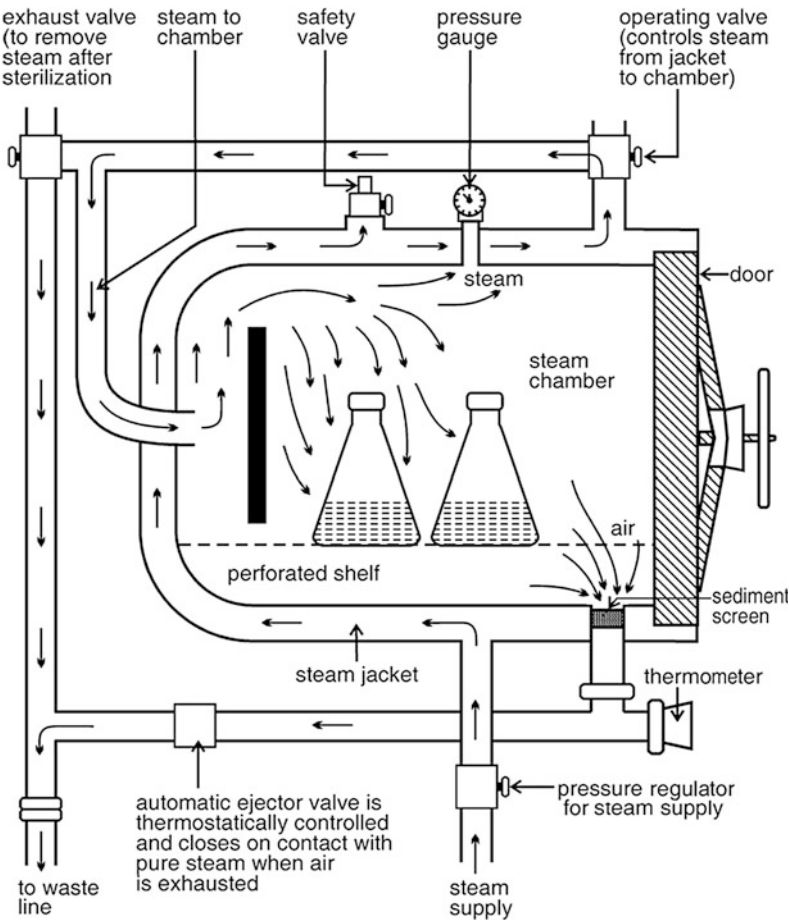 exhaust valve
(to remove
steam after
sterilization
steam to
chamber
safety
valve
pressure
gauge
operating valve
(controls steam
from jacket
to chamber)
steam
door
steam
chamber
air
perforated shelf
sediment
screen
steam jacket
thermometer
automatic ejector valve is
thermostatically controlled
and closes on contact with
pure steam when air
is exhausted
pressure regulator
for steam supply
to waste
line
steam
supply